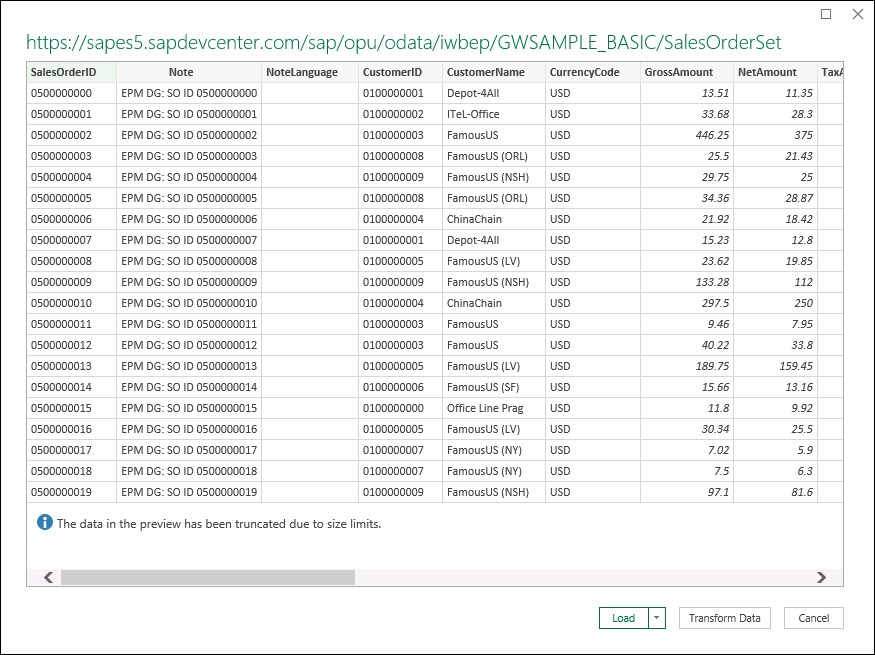 https://sapes5.sapdevcenter.com/sap/opu/odata/iwbep/GWSAMPLE_BASIC/SalesOrderSet
SalesOrderID Note NoteLanguage CustomerID CustomerName CurrencyCode GrossAmount NetAmount TaxA
0500000000 EPM DG: SO ID 0500000000 0100000001 Depot-4All USD 13.51 11.35
0500000001 EPM DG: SO ID 0500000001 0100000002 ITeL-Office USD 33.68 28.3
0500000002 EPM DG: SO ID 0500000002 0100000003 FamousUS USD 446.25 375
0500000003 EPM DG: SO ID 0500000003 0100000008 FamousUS (ORL) USD 25.5 21.43
0500000004 EPM DG: SO ID 0500000004 0100000009 FamousUS (NSH) USD 29.75 25
0500000005 EPM DG: SO ID 0500000005 0100000008 FamousUS (ORL) USD 34.36 28.87
0500000006 EPM DG: SO ID 0500000006 0100000004 ChinaChain USD 21.92 18.42
0500000007 EPM DG: SO ID 0500000007 0100000001 Depot-4All USD 15.23 12.8
0500000008 EPM DG: SO ID 0500000008 0100000005 FamousUS (LV) USD 23.62 19.85
0500000009 EPM DG: SO ID 0500000009 0100000009 FamousUS (NSH) USD 133.28 112
0500000010 EPM DG: SO ID 0500000010 0100000004 ChinaChain USD 297.5 250
0500000011 EPM DG: SO ID 0500000011 0100000003 FamousUS USD 9.46 7.95
0500000012 EPM DG: SO ID 0500000012 0100000003 FamousUS USD 40.22 33.8
0500000013 EPM DG: SO ID 0500000013 0100000005 FamousUS (LV) USD 189.75 159.45
0500000014 EPM DG: SO ID 0500000014 0100000006 FamousUS (SF) USD 15.66 13.16
0500000015 EPM DG: SO ID 0500000015 0100000000 Office Line Prag USD 11.8 9.92
0500000016 EPM DG: SO ID 0500000016 0100000005 FamousUS (LV) USD 30.34 25.5
0500000017 EPM DG: SO ID 0500000017 0100000007 FamousUS (NY) USD 7.02 5.9
0500000018 EPM DG: SO ID 0500000018 0100000007 FamousUS (NY) USD 7.5 6.3
0500000019 EPM DG: SO ID 0500000019 0100000009 FamousUS (NSH) USD 97.1 81.6
The data in the preview has been truncated due to size limits.
Load Transform Data Cancel